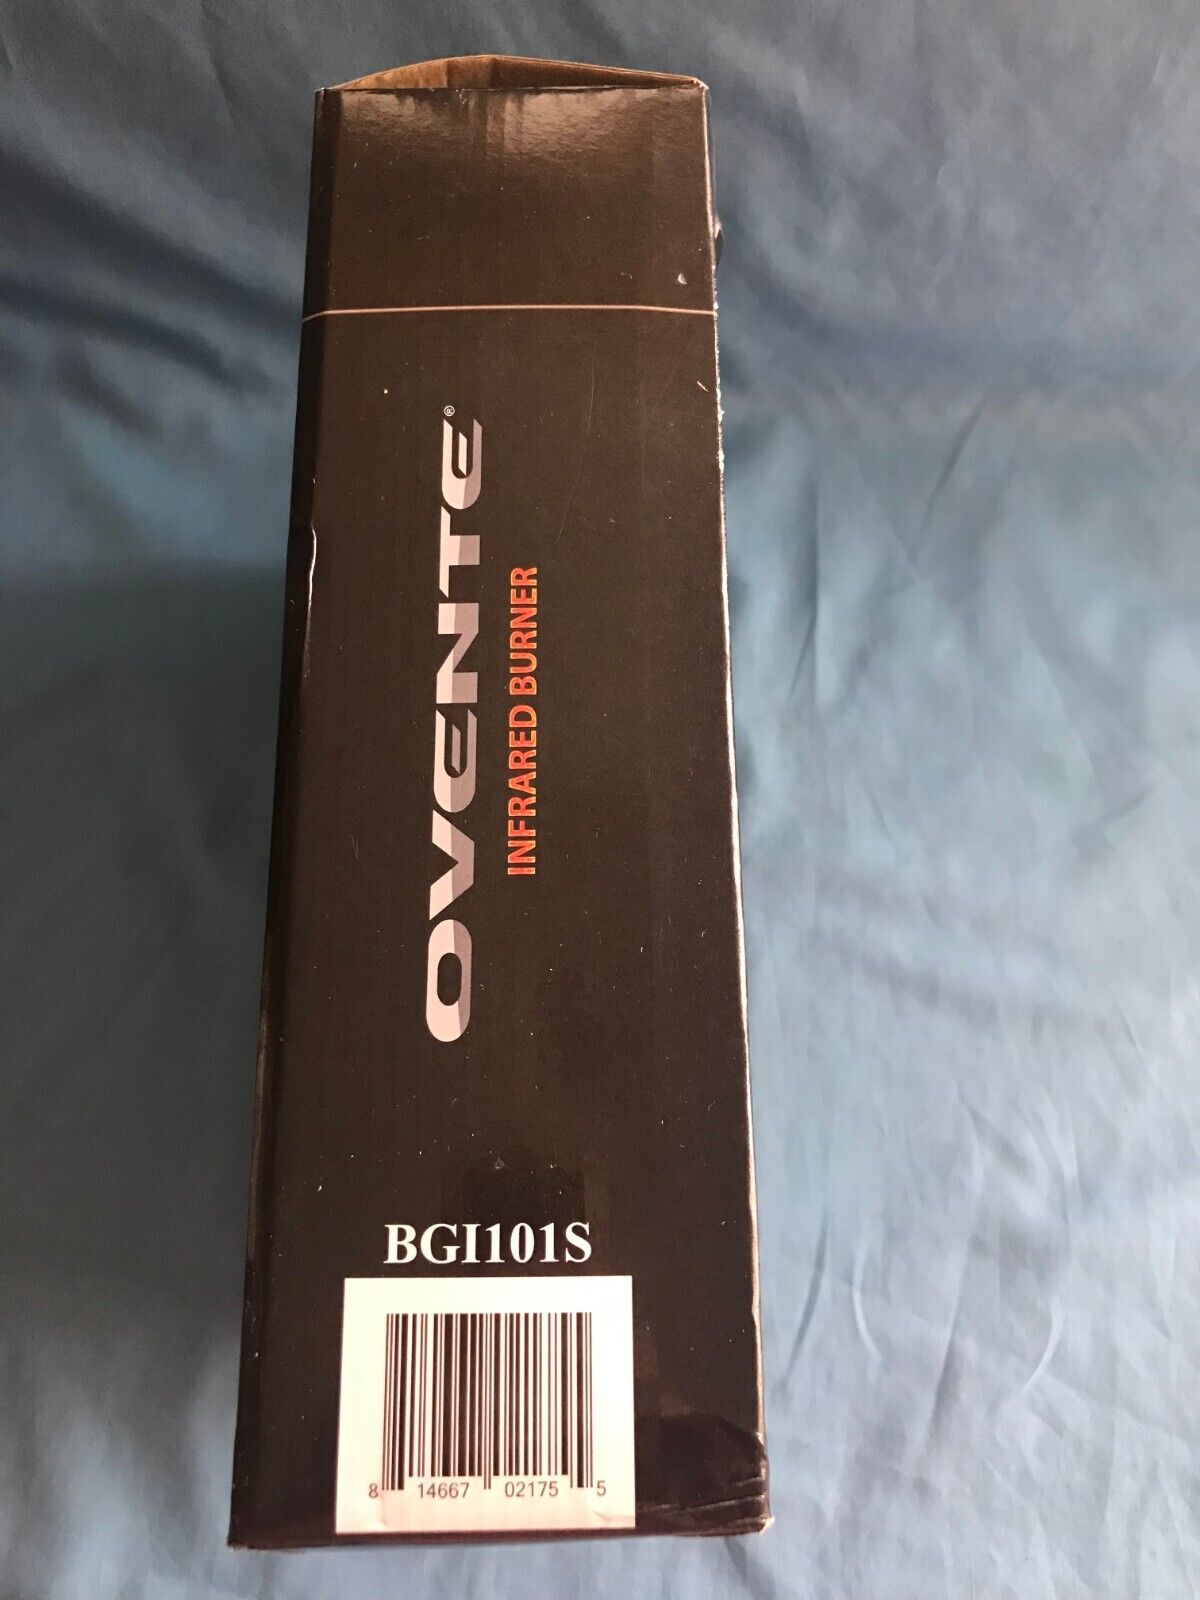 OVENTE®
INFRARED BURNER
BGI101S
8 14667 02175 5